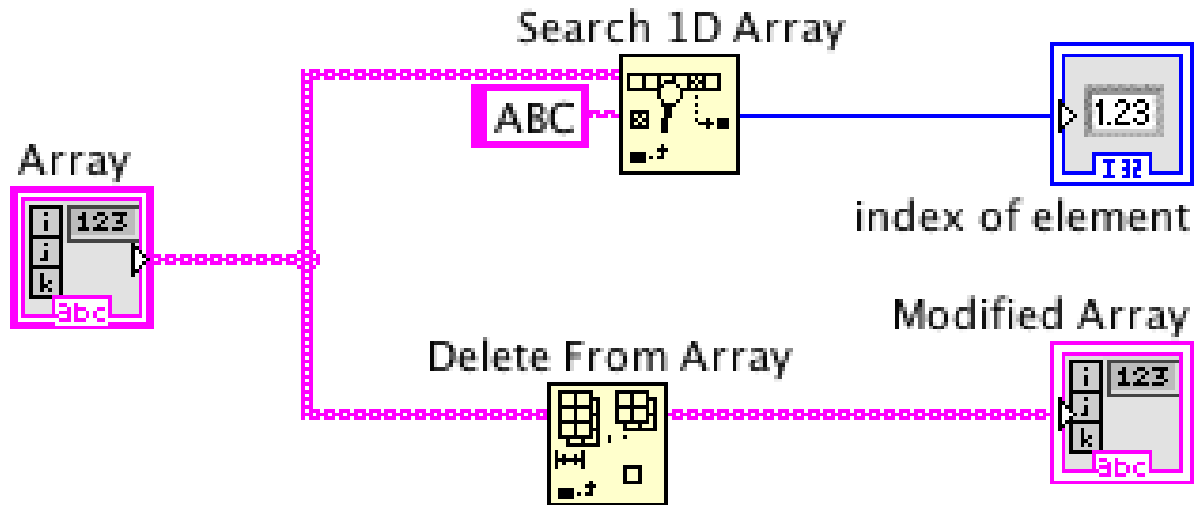 Search 1D Array
ABC
1.23
I32
index of element
Array
i
123
j
k
abc
Delete From Array
Modified Array
i
123
j
k
abc